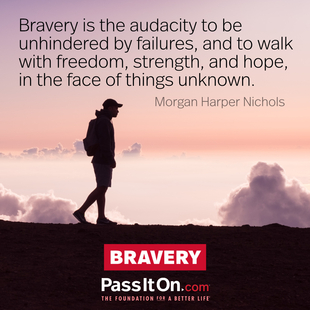 Bravery is the audacity to be
unhindered by failures, and to walk
with freedom, strength, and hope,
in the face of things unknown.
Morgan Harper Nichols
BRAVERY
PassItOn.com®
THE FOUNDATION FOR A BETTER LIFE®